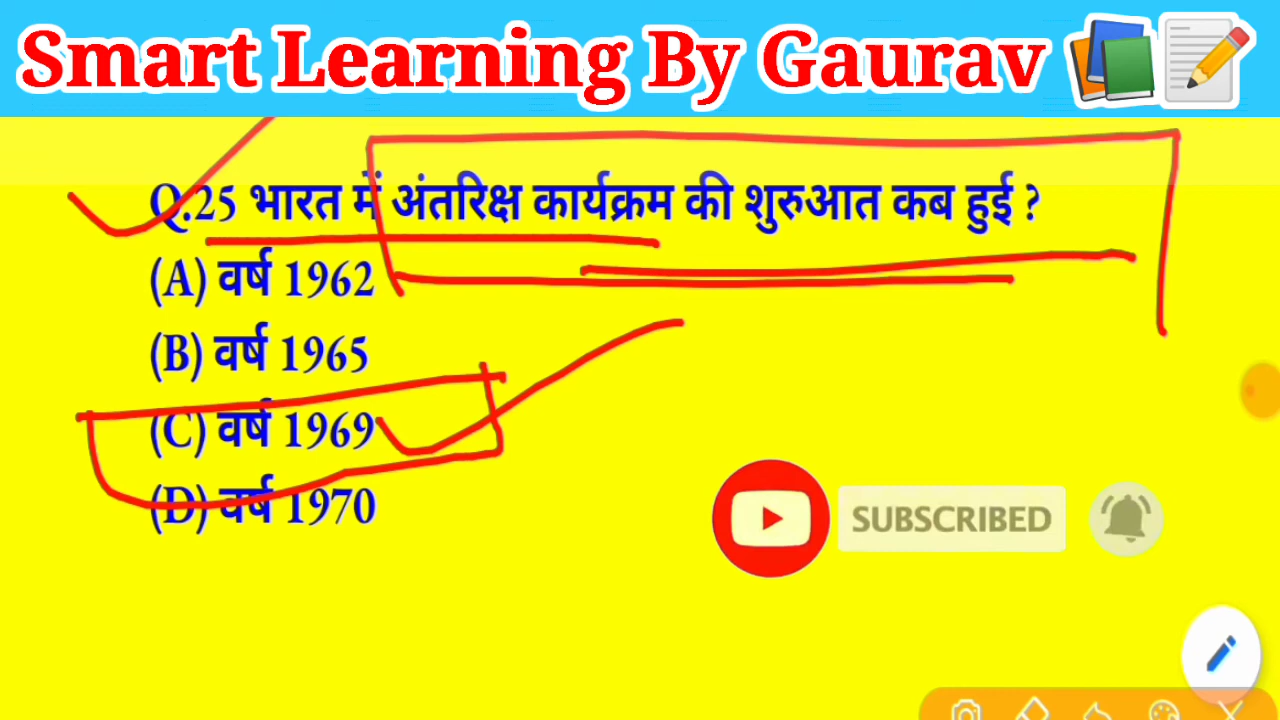 Smart Learning By Gaurav
Q.25 भारत में अंतरिक्ष कार्यक्रम की शुरुआत कब हुई ?
(A) वर्ष 1962
(B) वर्ष 1965
(C) वर्ष 1969
(D) वर्ष 1970
SUBSCRIBED